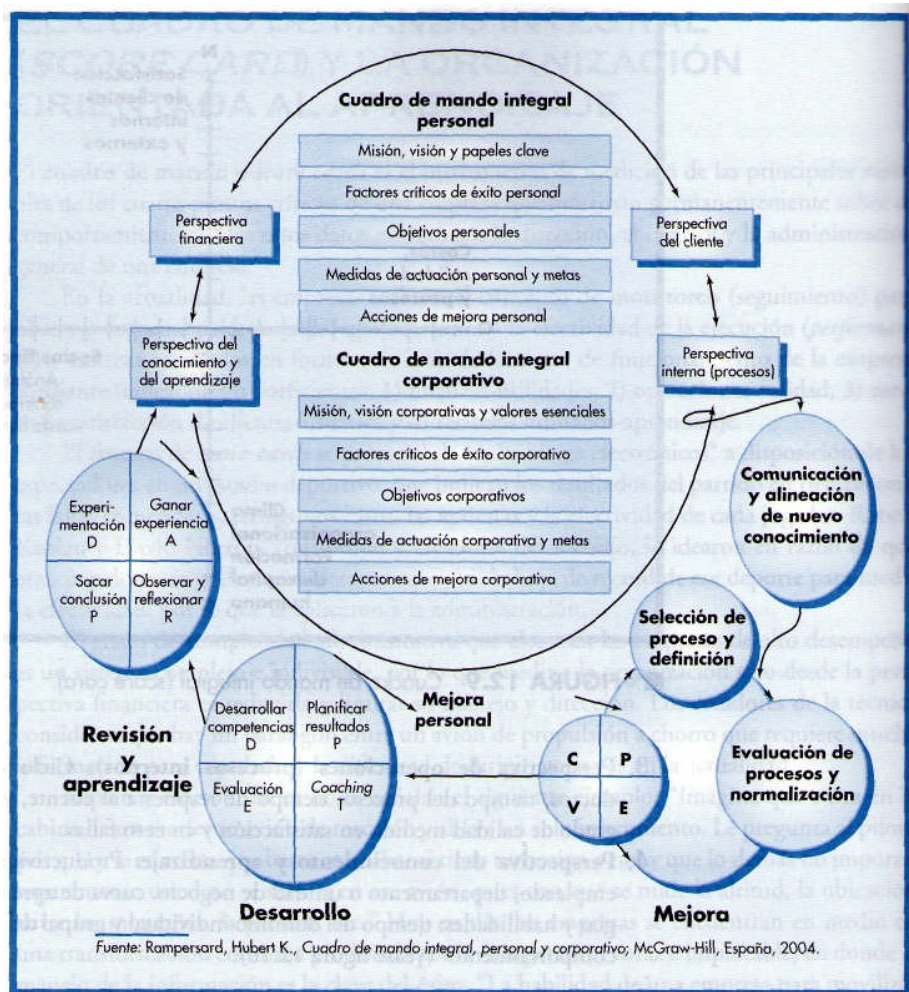 Cuadro de mando integral
personal
Misión, visión y papeles clave
Factores críticos de éxito personal
Objetivos personales
Medidas de actuación personal y metas
Acciones de mejora personal
Perspectiva
financiera
Perspectiva
del cliente
Perspectiva del
conocimiento y
del aprendizaje
Perspectiva
interna (procesos)
Cuadro de mando integral
corporativo
Misión, visión corporativas y valores esenciales
Factores críticos de éxito corporativo
Objetivos corporativos
Medidas de actuación corporativa y metas
Acciones de mejora corporativa
Experi-
mentación
D
Ganar
experiencia
A
Sacar
conclusión
P
Observar y
reflexionar
R
Comunicación
y alineación
de nuevo
conocimiento
Selección de
proceso y
definición
Evaluación de
procesos y
normalización
Mejora
personal
Desarrollar
competencias
D
Planificar
resultados
P
Evaluación
E
Coaching
C
P
V
E
Revisión
y
aprendizaje
Desarrollo
Mejora
Fuente: Rampersard, Hubert K., Cuadro de mando integral, personal y corporativo; McGraw-Hill, España, 2004.